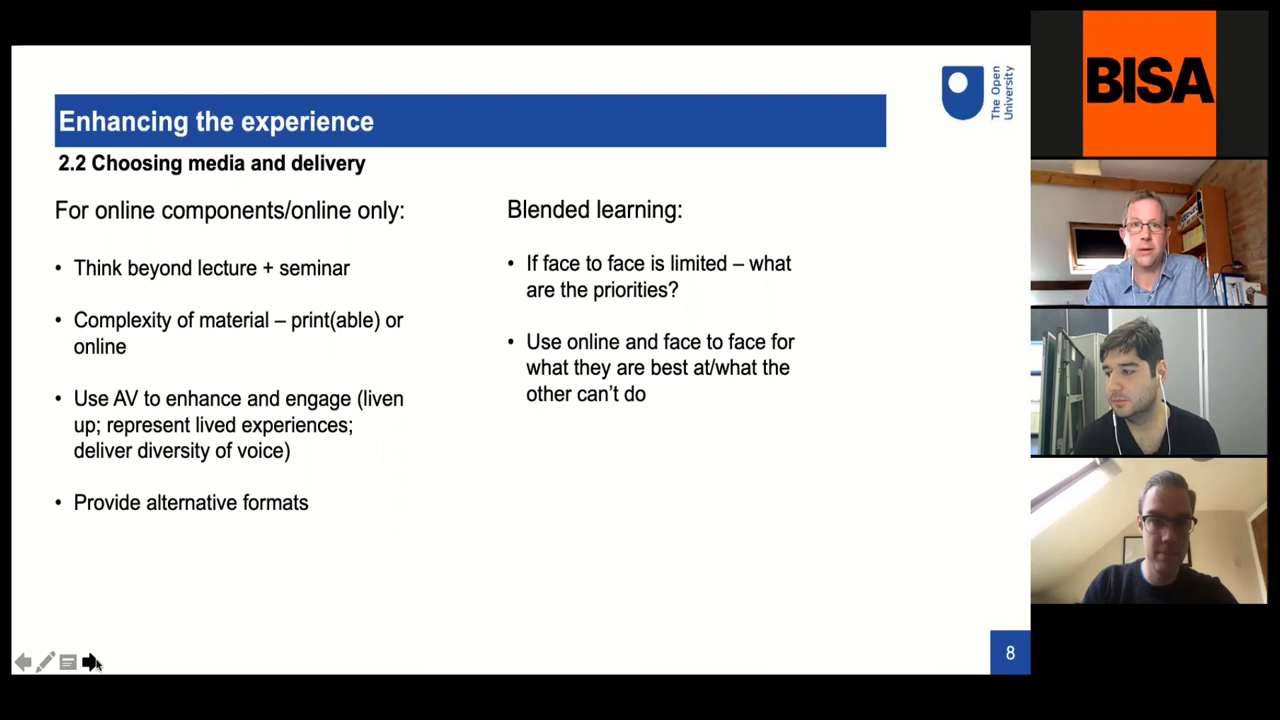 Enhancing the experience
2.2 Choosing media and delivery
For online components/online only:
• Think beyond lecture + seminar
• Complexity of material – print(able) or
online
• Use AV to enhance and engage (liven
up; represent lived experiences;
deliver diversity of voice)
• Provide alternative formats
Blended learning:
• If face to face is limited – what
are the priorities?
• Use online and face to face for
what they are best at/what the
other can’t do
The Open
University
8
BISA